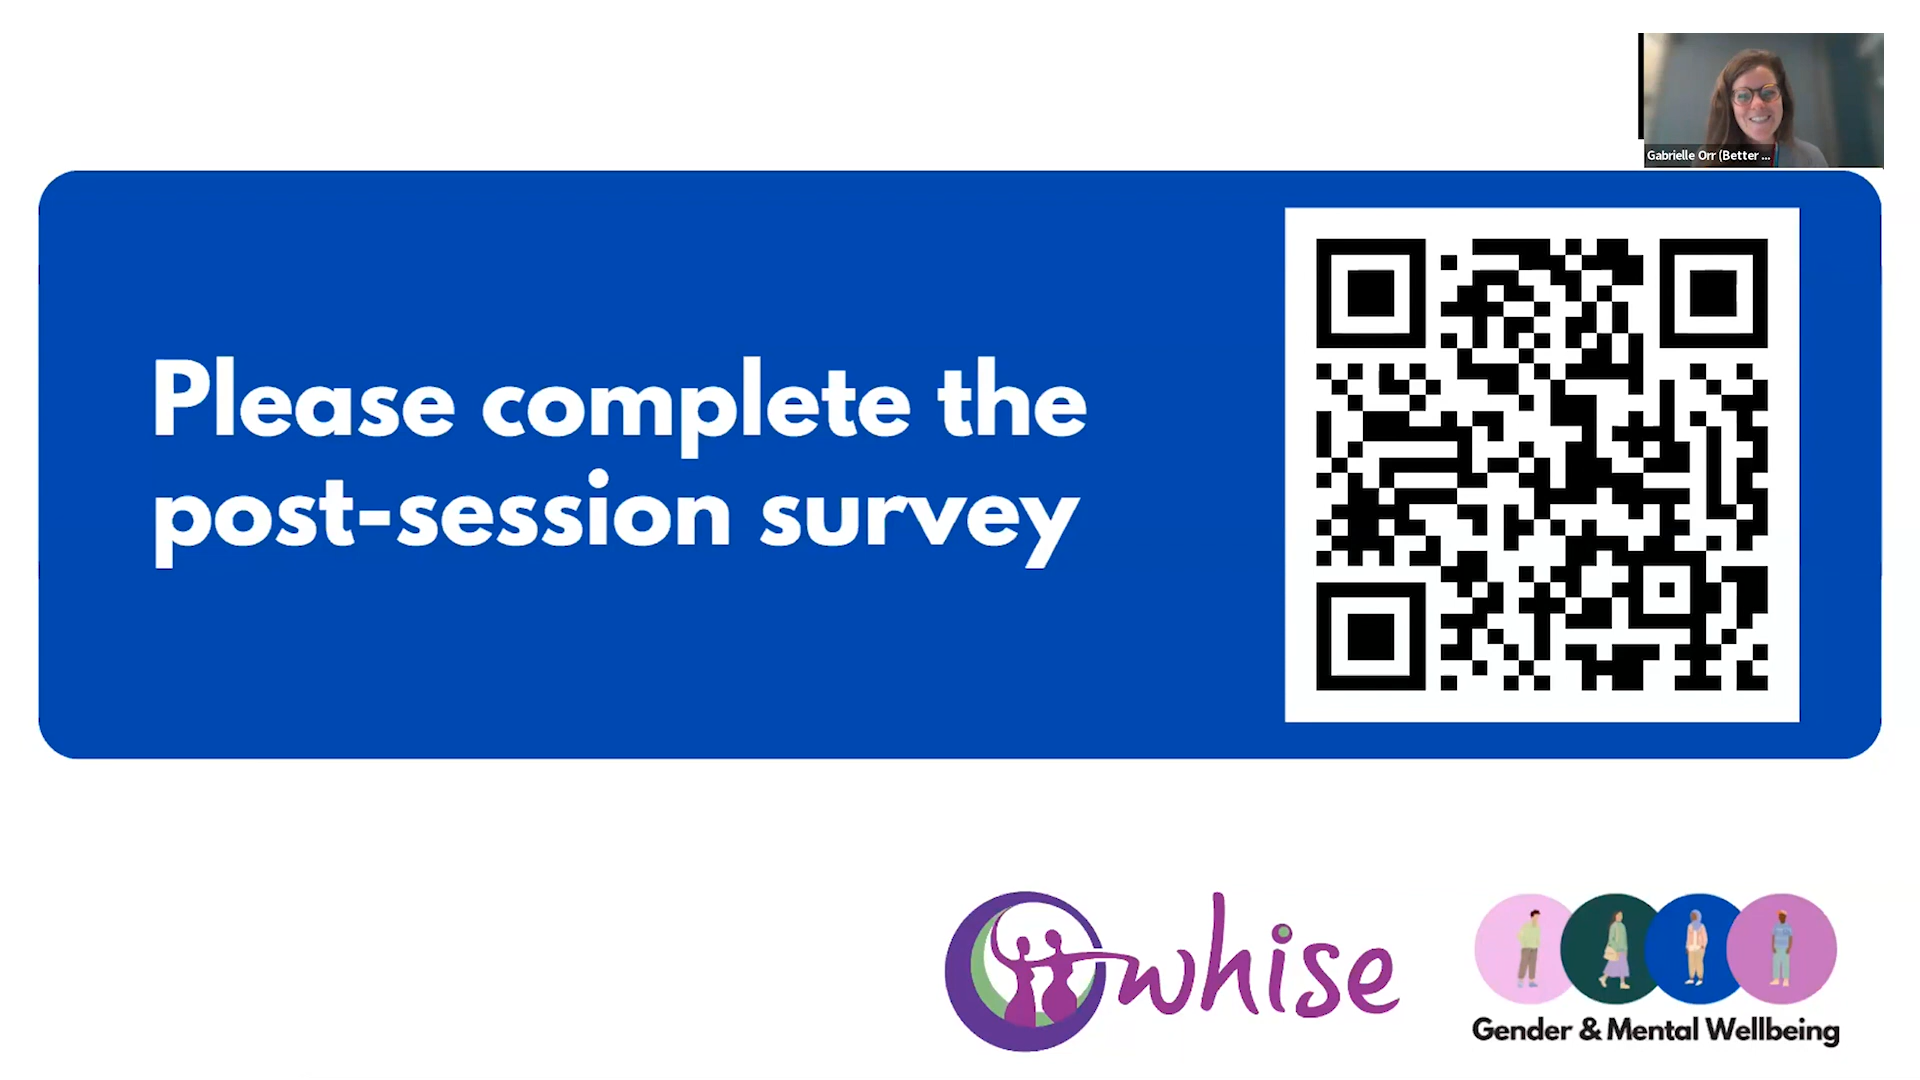 Gabrielle Orr (Better ...
Please complete the
post-session survey
whise
Gender & Mental Wellbeing